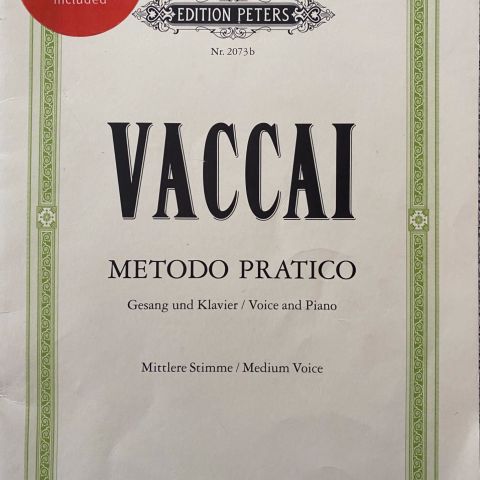 included
EDITION PETERS
Nr. 2073b
VACCAI
METODO PRATICO
Gesang und Klavier / Voice and Piano
Mittlere Stimme / Medium Voice